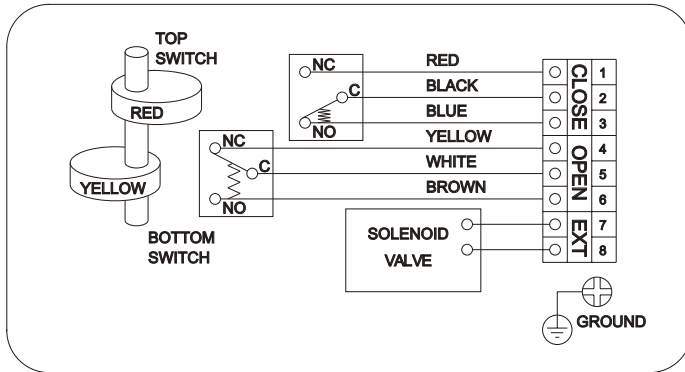 TOP
SWITCH
RED
YELLOW
BOTTOM
SWITCH
NC
C
NO
NC
C
NO
RED
BLACK
BLUE
YELLOW
WHITE
BROWN
SOLENOID
VALVE
CLOSE
OPEN
EXT
1
2
3
4
5
6
7
8
GROUND